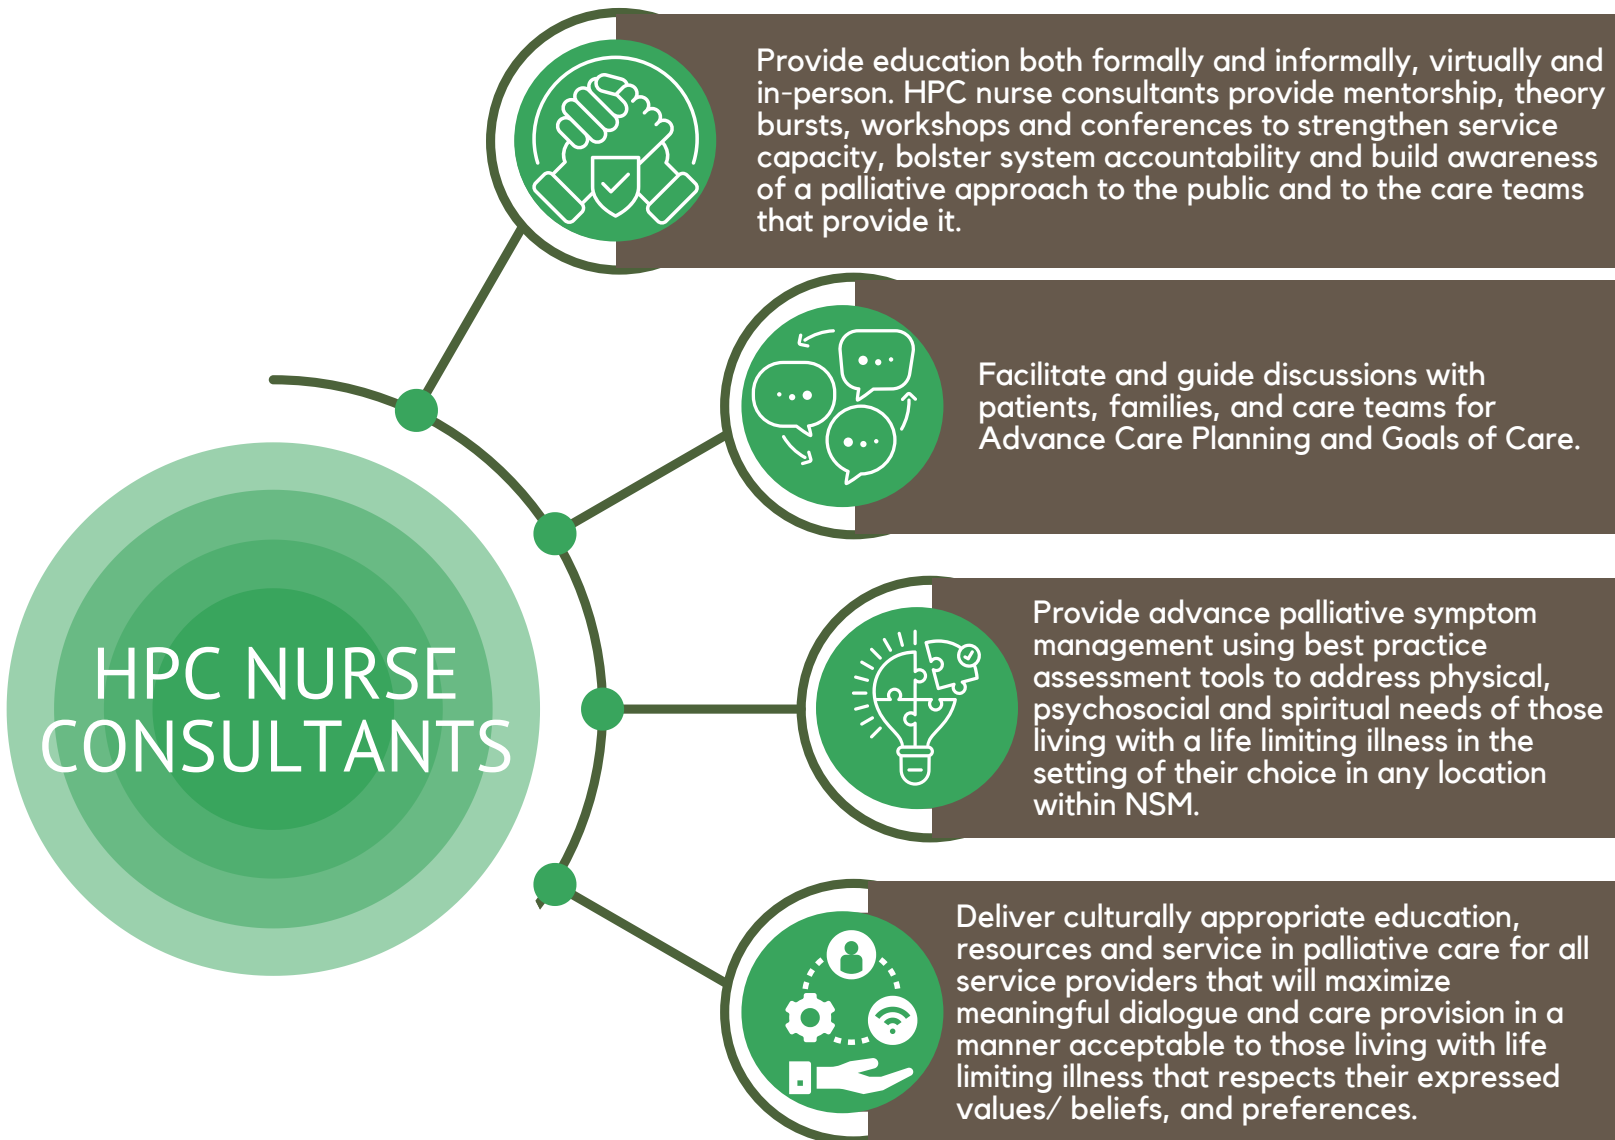 Provide education both formally and informally, virtually and
in-person. HPC nurse consultants provide mentorship, theory
bursts, workshops and conferences to strengthen service
capacity, bolster system accountability and build awareness
of a palliative approach to the public and to the care teams
that provide it.
Facilitate and guide discussions with
patients, families, and care teams for
Advance Care Planning and Goals of Care.
HPC NURSE
CONSULTANTS
Provide advance palliative symptom
management using best practice
assessment tools to address physical,
psychosocial and spiritual needs of those
living with a life limiting illness in the
setting of their choice in any location
within NSM.
Deliver culturally appropriate education,
resources and service in palliative care for all
service providers that will maximize
meaningful dialogue and care provision in a
manner acceptable to those living with life
limiting illness that respects their expressed
values/ beliefs, and preferences.